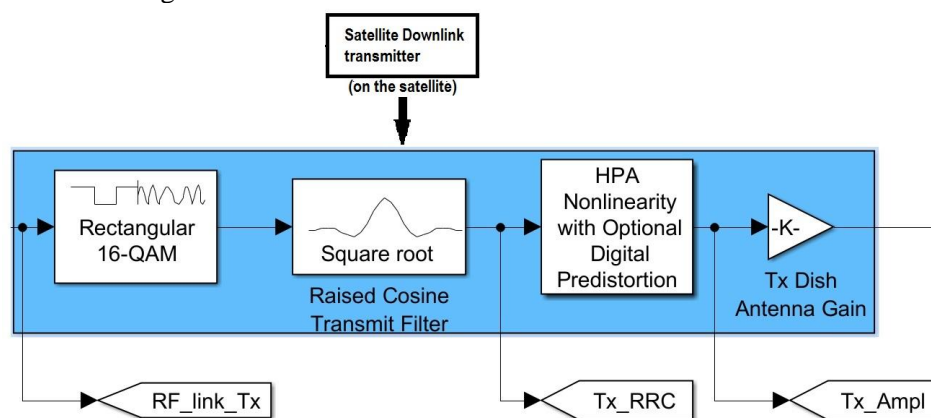 Satellite Downlink
transmitter
(on the satellite)
Rectangular
16-QAM
Square root
Raised Cosine
Transmit Filter
HPA
Nonlinearity
with Optional
Digital
Predistortion
-K-
Tx Dish
Antenna Gain
RF_link_Tx
Tx_RRC
Tx_Ampl